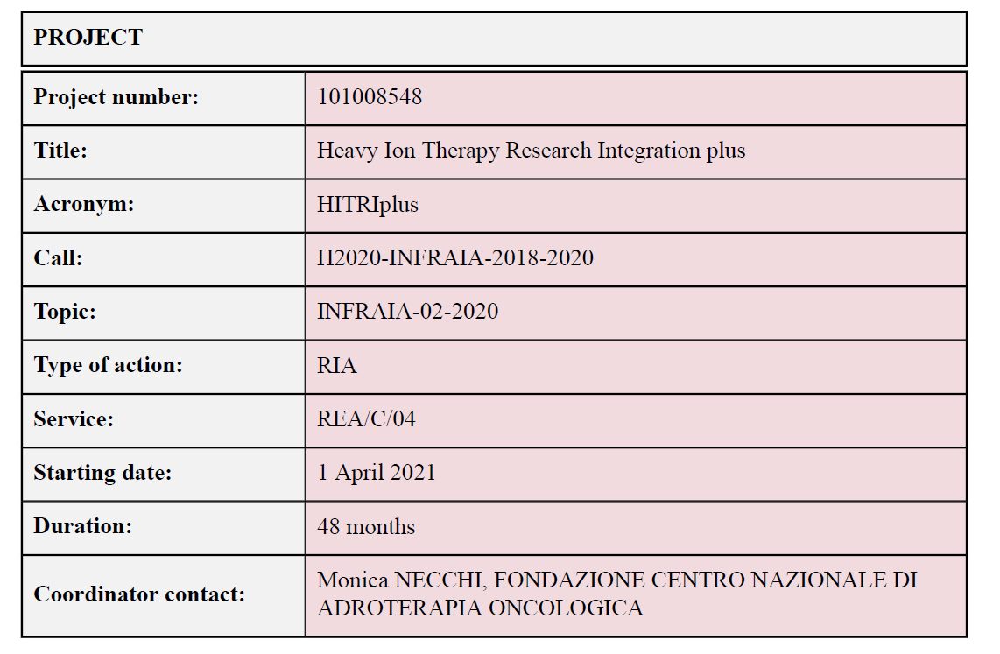 PROJECT
Project number: 101008548
Title: Heavy Ion Therapy Research Integration plus
Acronym: HITRIplus
Call: H2020-INFRAIA-2018-2020
Topic: INFRAIA-02-2020
Type of action: RIA
Service: REA/C/04
Starting date: 1 April 2021
Duration: 48 months
Coordinator contact: Monica NECCHI, FONDAZIONE CENTRO NAZIONALE DI
ADROTERAPIA ONCOLOGICA